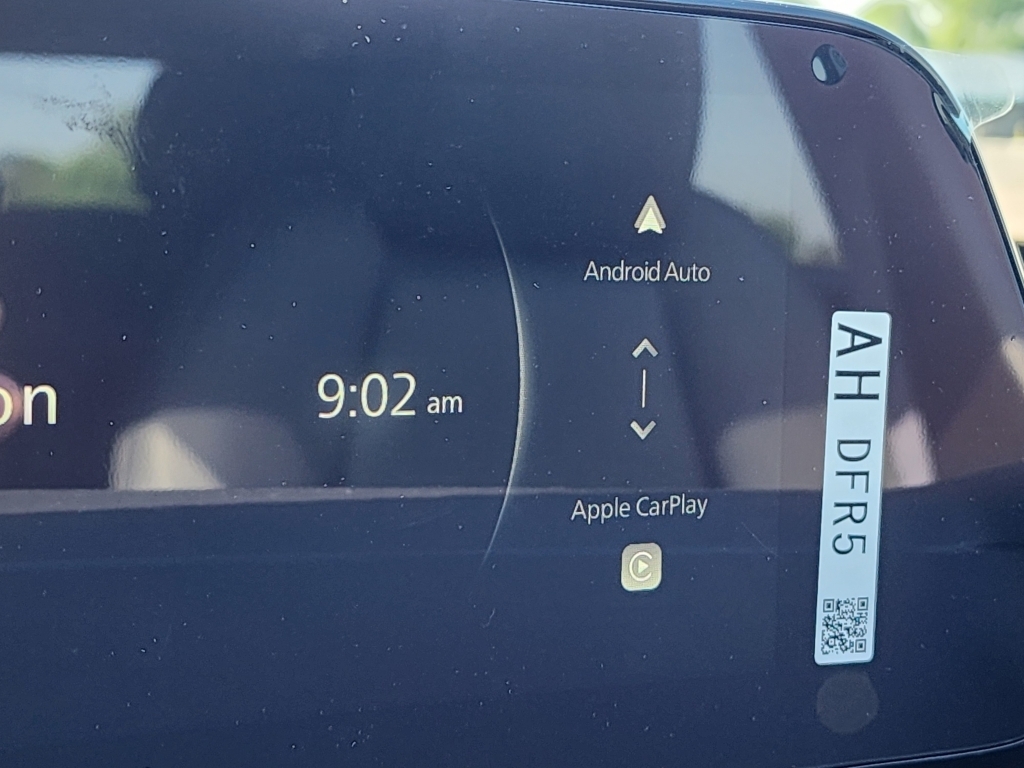 Android Auto
on
9:02 am
Apple CarPlay
AH DFR5